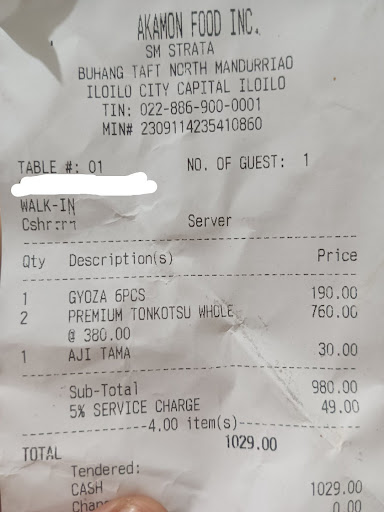 AKAMON FOOD INC.
SM STRATA
BUHANG TAFT NORTH MANDURRIAO
ILOILO CITY CAPITAL ILOILO
TIN: 022-886-900-0001
MIN# 2309114235410860
TABLE #: 01 NO. OF GUEST: 1
WALK-IN
Server
Qty Description(s) Price
1 GYOZA 6PCS 190.00
2 PREMIUM TONKOTSU WHOLE 760.00
@ 380.00
1 AJI TAMA 30.00
Sub-Total 980.00
5% SERVICE CHARGE 49.00
4.00 item(s)
TOTAL 1029.00
Tendered:
CASH 1029.00
0.00